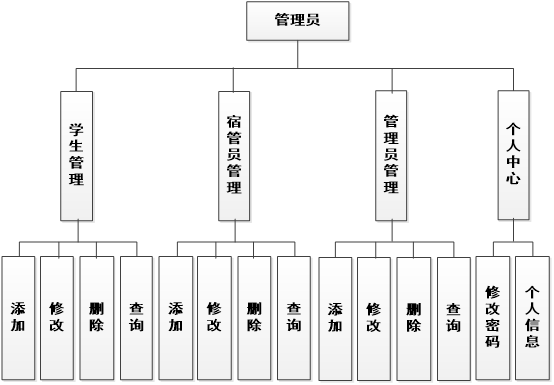 管理员
学生管理
宿管员管理
管理员管理
个人中心
添加
修改
删除
查询
添加
修改
删除
查询
添加
修改
删除
查询
修改密码
个人信息